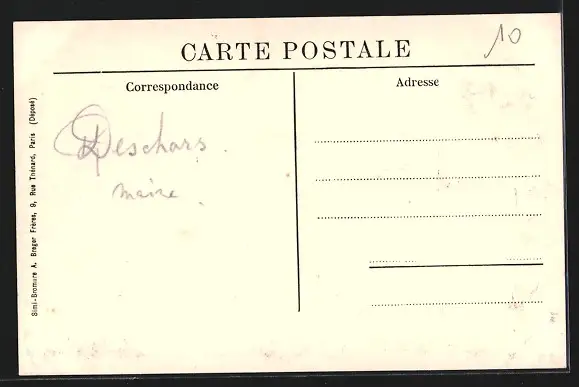 CARTE POSTALE
10
Correspondance
Adresse
Deschars.
maire.
Simi-Bromure A. Breger Frères, 9, Rue Thénard, Paris (Déposé)